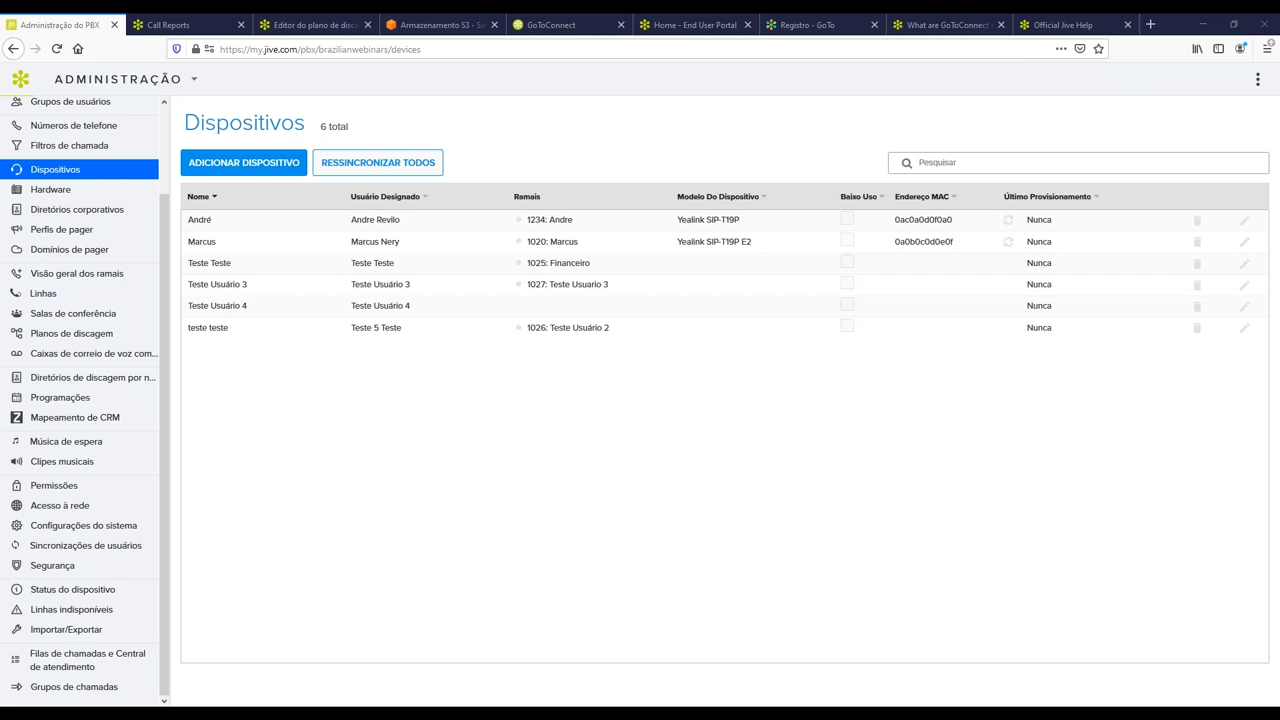 Administração do PBX
Call Reports
Editor do plano de disca
Armazenamento S3 - Si
GoToConnect
Home - End User Portal
Registro - GoTo
What are GoToConnect'
Official Jive Help
https://my.jive.com/pbx/brazilianwebinars/devices
ADMINISTRAÇÃO
Grupos de usuários
Números de telefone
Filtros de chamada
Dispositivos
Hardware
Diretórios corporativos
Perfis de pager
Domínios de pager
Visão geral dos ramais
Linhas
Salas de conferência
Planos de discagem
Caixas de correio de voz com...
Diretórios de discagem por n...
Programações
Mapeamento de CRM
Música de espera
Clipes musicais
Permissões
Acesso à rede
Configurações do sistema
Sincronizações de usuários
Segurança
Status do dispositivo
Linhas indisponíveis
Importar/Exportar
Filas de chamadas e Central
de atendimento
Grupos de chamadas
Dispositivos 6 total
ADICIONAR DISPOSITIVO RESSINCRONIZAR TODOS Pesquisar
Nome Usuário Designado Ramais Modelo Do Dispositivo Baixo Uso Endereço MAC Último Provisionamento
André Andre Revilo 1234: Andre Yealink SIP-T19P 0ac0a0d0f0a0 Nunca
Marcus Marcus Nery 1020: Marcus Yealink SIP-T19P E2 0a0b0c0d0e0f Nunca
Teste Teste Teste Teste 1025: Financeiro Nunca
Teste Usuário 3 Teste Usuário 3 1027: Teste Usuario 3 Nunca
Teste Usuário 4 Teste Usuário 4 Nunca
teste teste Teste 5 Teste 1026: Teste Usuário 2 Nunca